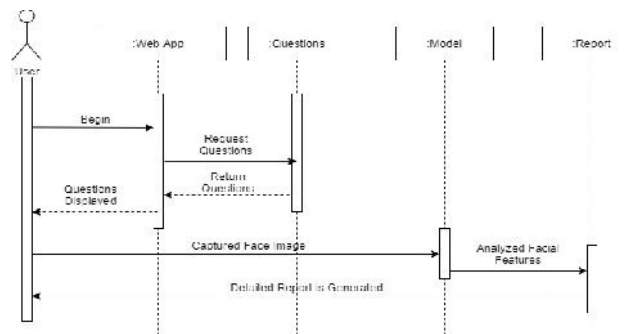 :Web App
:Questions
:Model
:Report
:User
Begin
Request
Questions
Return
Questions
Questions
Displayed
Captured Face Image
Analyzed Facial
Features
Detailed Report is Generated